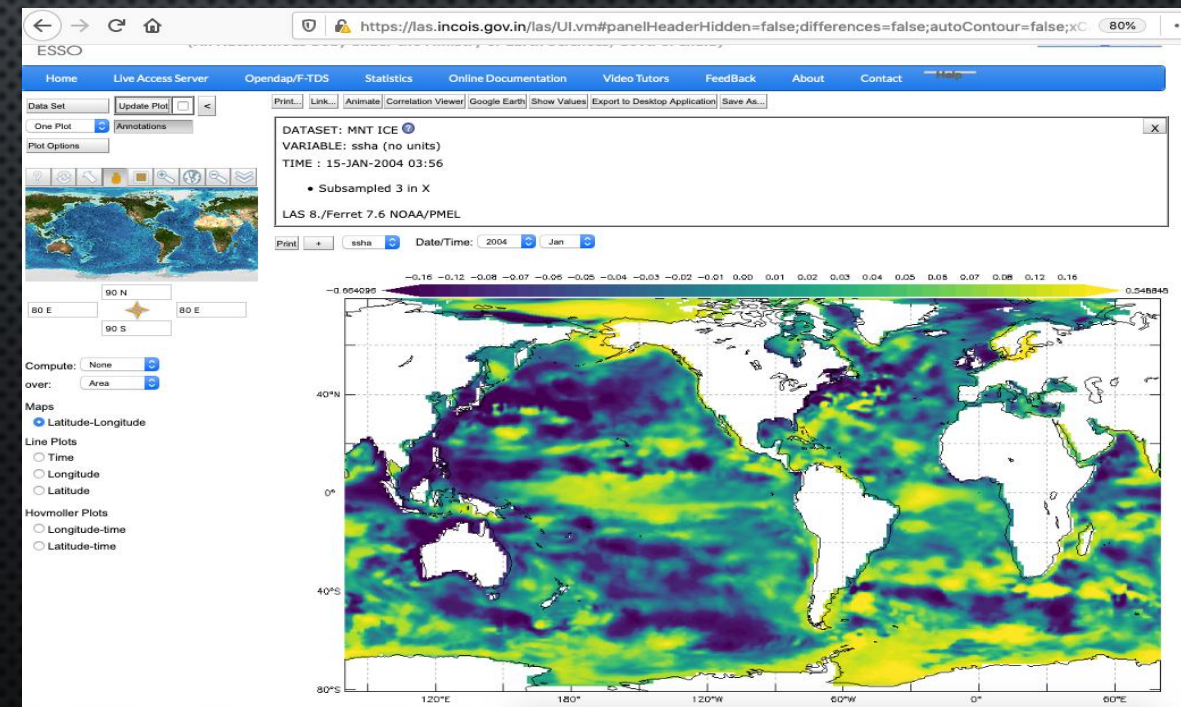 https://las.incois.gov.in/las/UI.vm#panelHeaderHidden=false;differences=false;autoContour=false;xC
80%
ESSO
Home Live Access Server Opendap/F-TDS Statistics Online Documentation Video Tutors FeedBack About Contact Help
Data Set Update Plot <
Print... Link... Animate Correlation Viewer Google Earth Show Values Export to Desktop Application Save As...
One Plot Annotations
Plot Options
DATASET: MNT ICE ?
X
VARIABLE: ssha (no units)
TIME : 15-JAN-2004 03:56
• Subsampled 3 in X
LAS 8./Ferret 7.6 NOAA/PMEL
Print + ssha Date/Time: 2004 Jan
90 N
80 E 80 E
90 S
Compute: None
over: Area
Maps
Latitude-Longitude
Line Plots
Time
Longitude
Latitude
Hovmoller Plots
Longitude-time
Latitude-time
-0.16 -0.12 -0.08 -0.07 -0.06 -0.05 -0.04 -0.03 -0.02 -0.01 0.00 0.01 0.02 0.03 0.04 0.05 0.06 0.07 0.08 0.12 0.16
40°N
0°
40°S
80°S
120°E 180° 120°W 60°W 0° 60°E